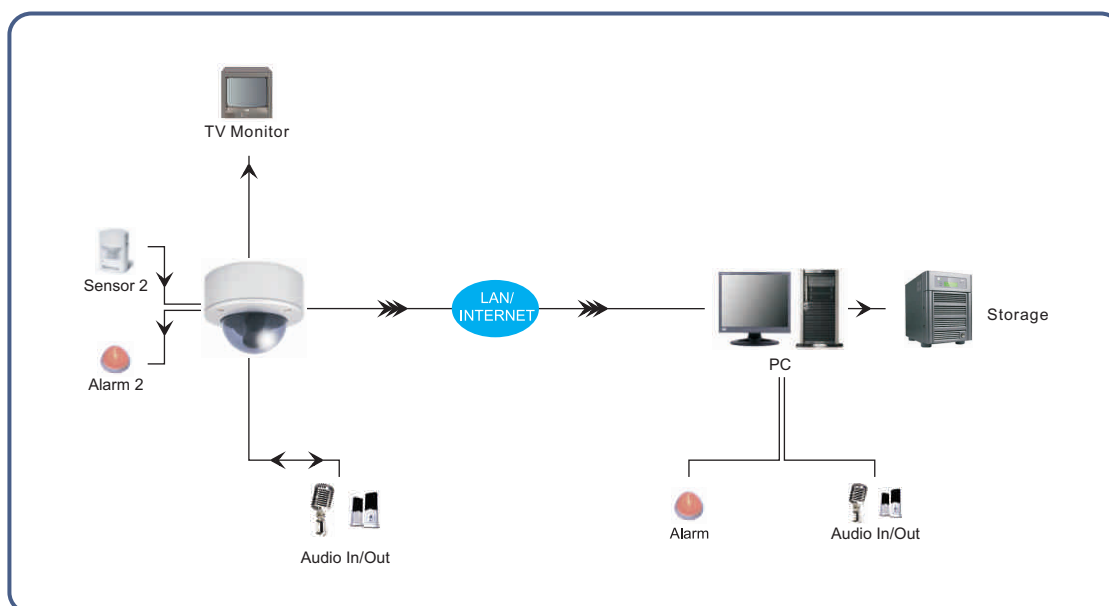 TV Monitor
Sensor 2
Alarm 2
LAN/
INTERNET
Storage
PC
Audio In/Out
Alarm
Audio In/Out